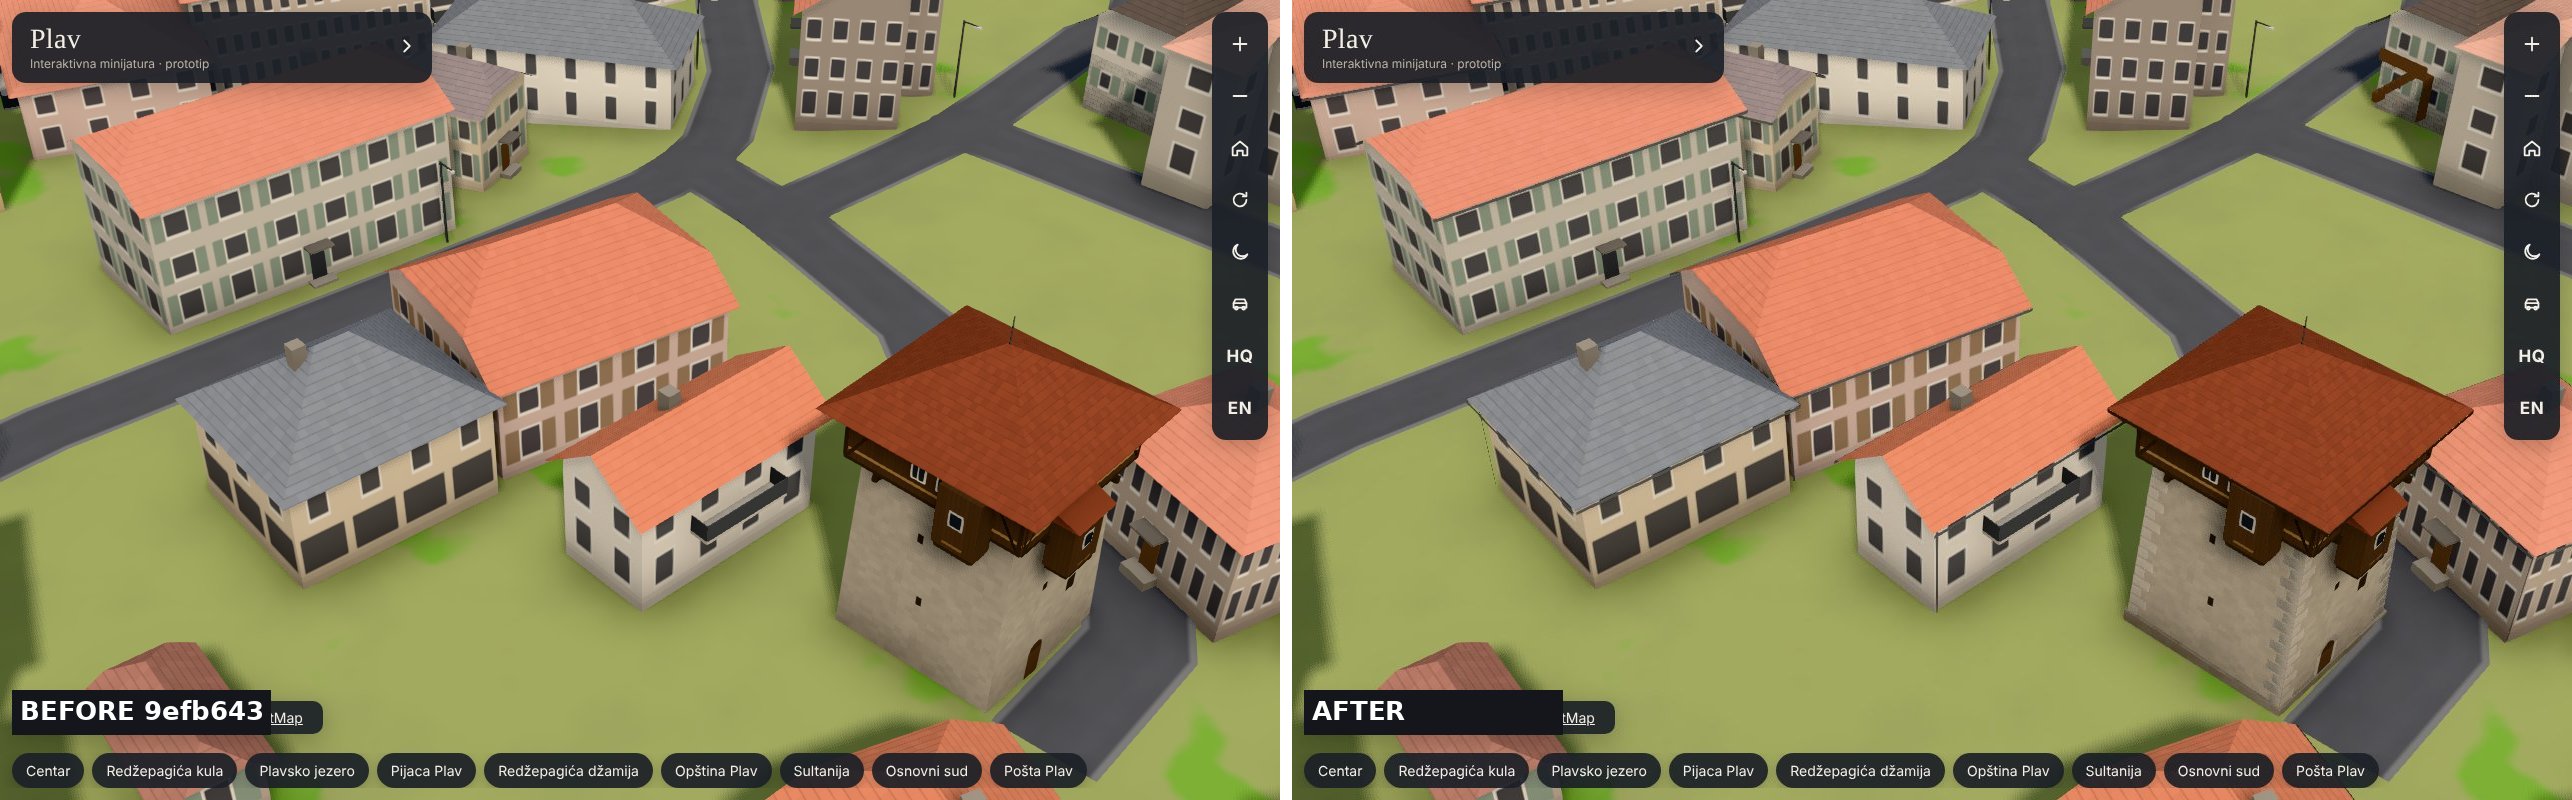 Plav
Interaktivna minijatura · prototip
HQ
EN
BEFORE 9efb643
tMap
Centar
Redžepagića kula
Plavsko jezero
Pijaca Plav
Redžepagića džamija
Opština Plav
Sultanija
Osnovni sud
Pošta Plav
Plav
Interaktivna minijatura · prototip
HQ
EN
AFTER
tMap
Centar
Redžepagića kula
Plavsko jezero
Pijaca Plav
Redžepagića džamija
Opština Plav
Sultanija
Osnovni sud
Pošta Plav